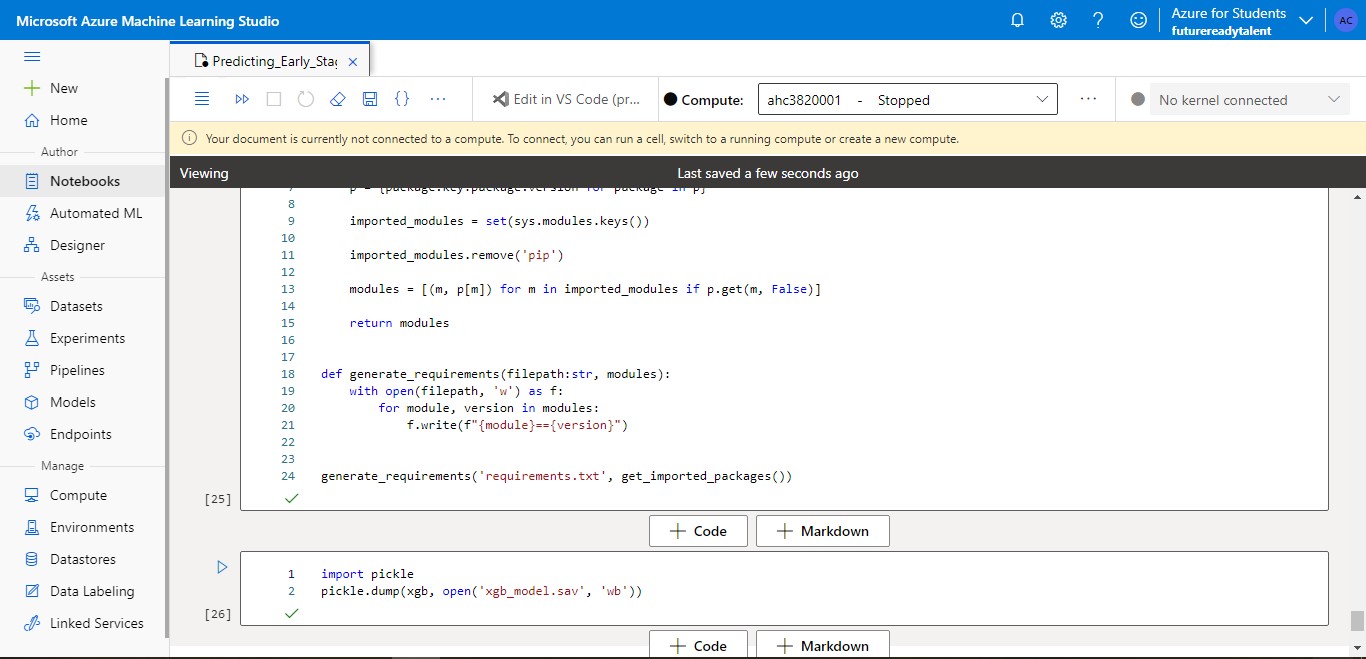 Microsoft Azure Machine Learning Studio
Azure for Students
futurereadytalent
AC
New
Home
Author
Notebooks
Automated ML
Designer
Assets
Datasets
Experiments
Pipelines
Models
Endpoints
Manage
Compute
Environments
Datastores
Data Labeling
Linked Services
Predicting_Early_Sta
Edit in VS Code (pr...
Compute:
ahc3820001 - Stopped
No kernel connected
Your document is currently not connected to a compute. To connect, you can run a cell, switch to a running compute or create a new compute.
Viewing
Last saved a few seconds ago
7 p = {package.key:package.version for package in p}
8
9 imported_modules = set(sys.modules.keys())
10
11 imported_modules.remove('pip')
12
13 modules = [(m, p[m]) for m in imported_modules if p.get(m, False)]
14
15 return modules
16
17
18 def generate_requirements(filepath:str, modules):
19 with open(filepath, 'w') as f:
20 for module, version in modules:
21 f.write(f"{module}=={version}")
22
23
24 generate_requirements('requirements.txt', get_imported_packages())
[25]
+ Code
+ Markdown
1 import pickle
2 pickle.dump(xgb, open('xgb_model.sav', 'wb'))
[26]
+ Code
+ Markdown